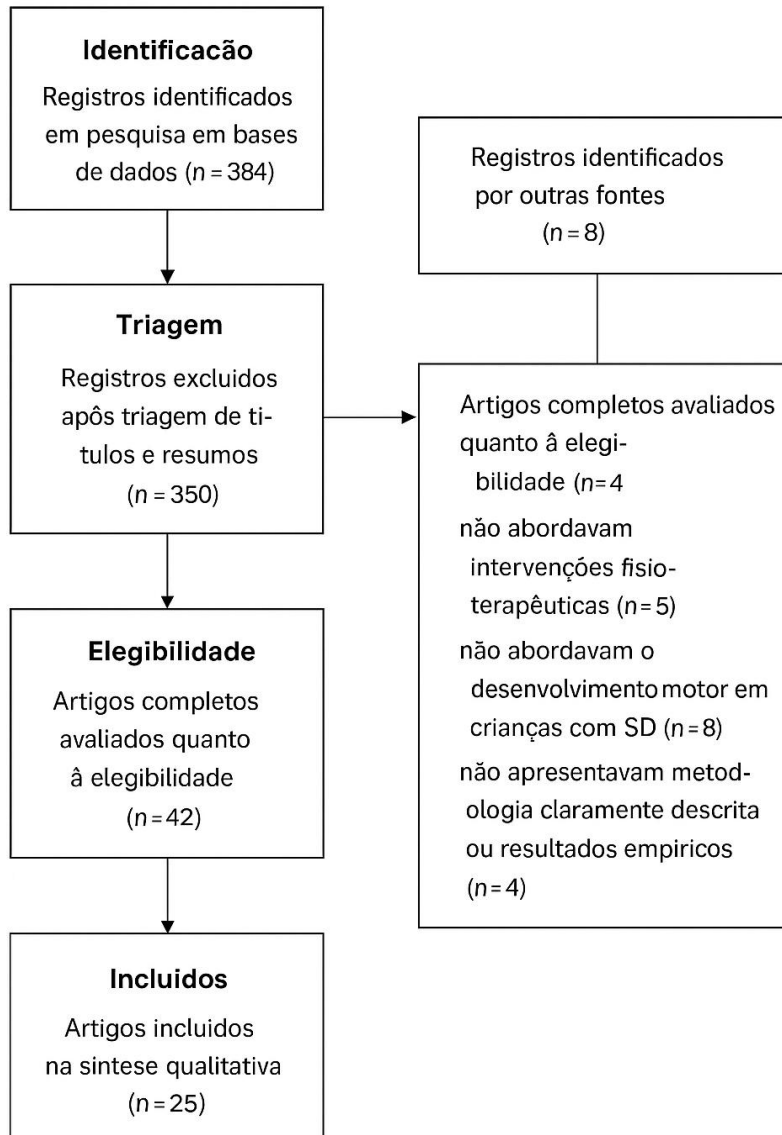 Identificacão
Registros identificados
em pesquisa em bases
de dados (n = 384)
Registros identificados
por outras fontes
(n = 8)
Triagem
Registros excluidos
apôs triagem de ti-
tulos e resumos
(n = 350)
Artigos completos avaliados
quanto â elegi-
bilidade (n=4
nǎo abordavam
intervenções fisio-
terapêuticas (n = 5)
não abordavam o
desenvolvimento motor em
crianças com SD (n = 8)
não apresentavam metod-
ologia claramente descrita
ou resultados empiricos
(n = 4)
Elegibilidade
Artigos completos
avaliados quanto
â elegibilidade
(n = 42)
Incluidos
Artigos incluidos
na sintese qualitativa
(n = 25)